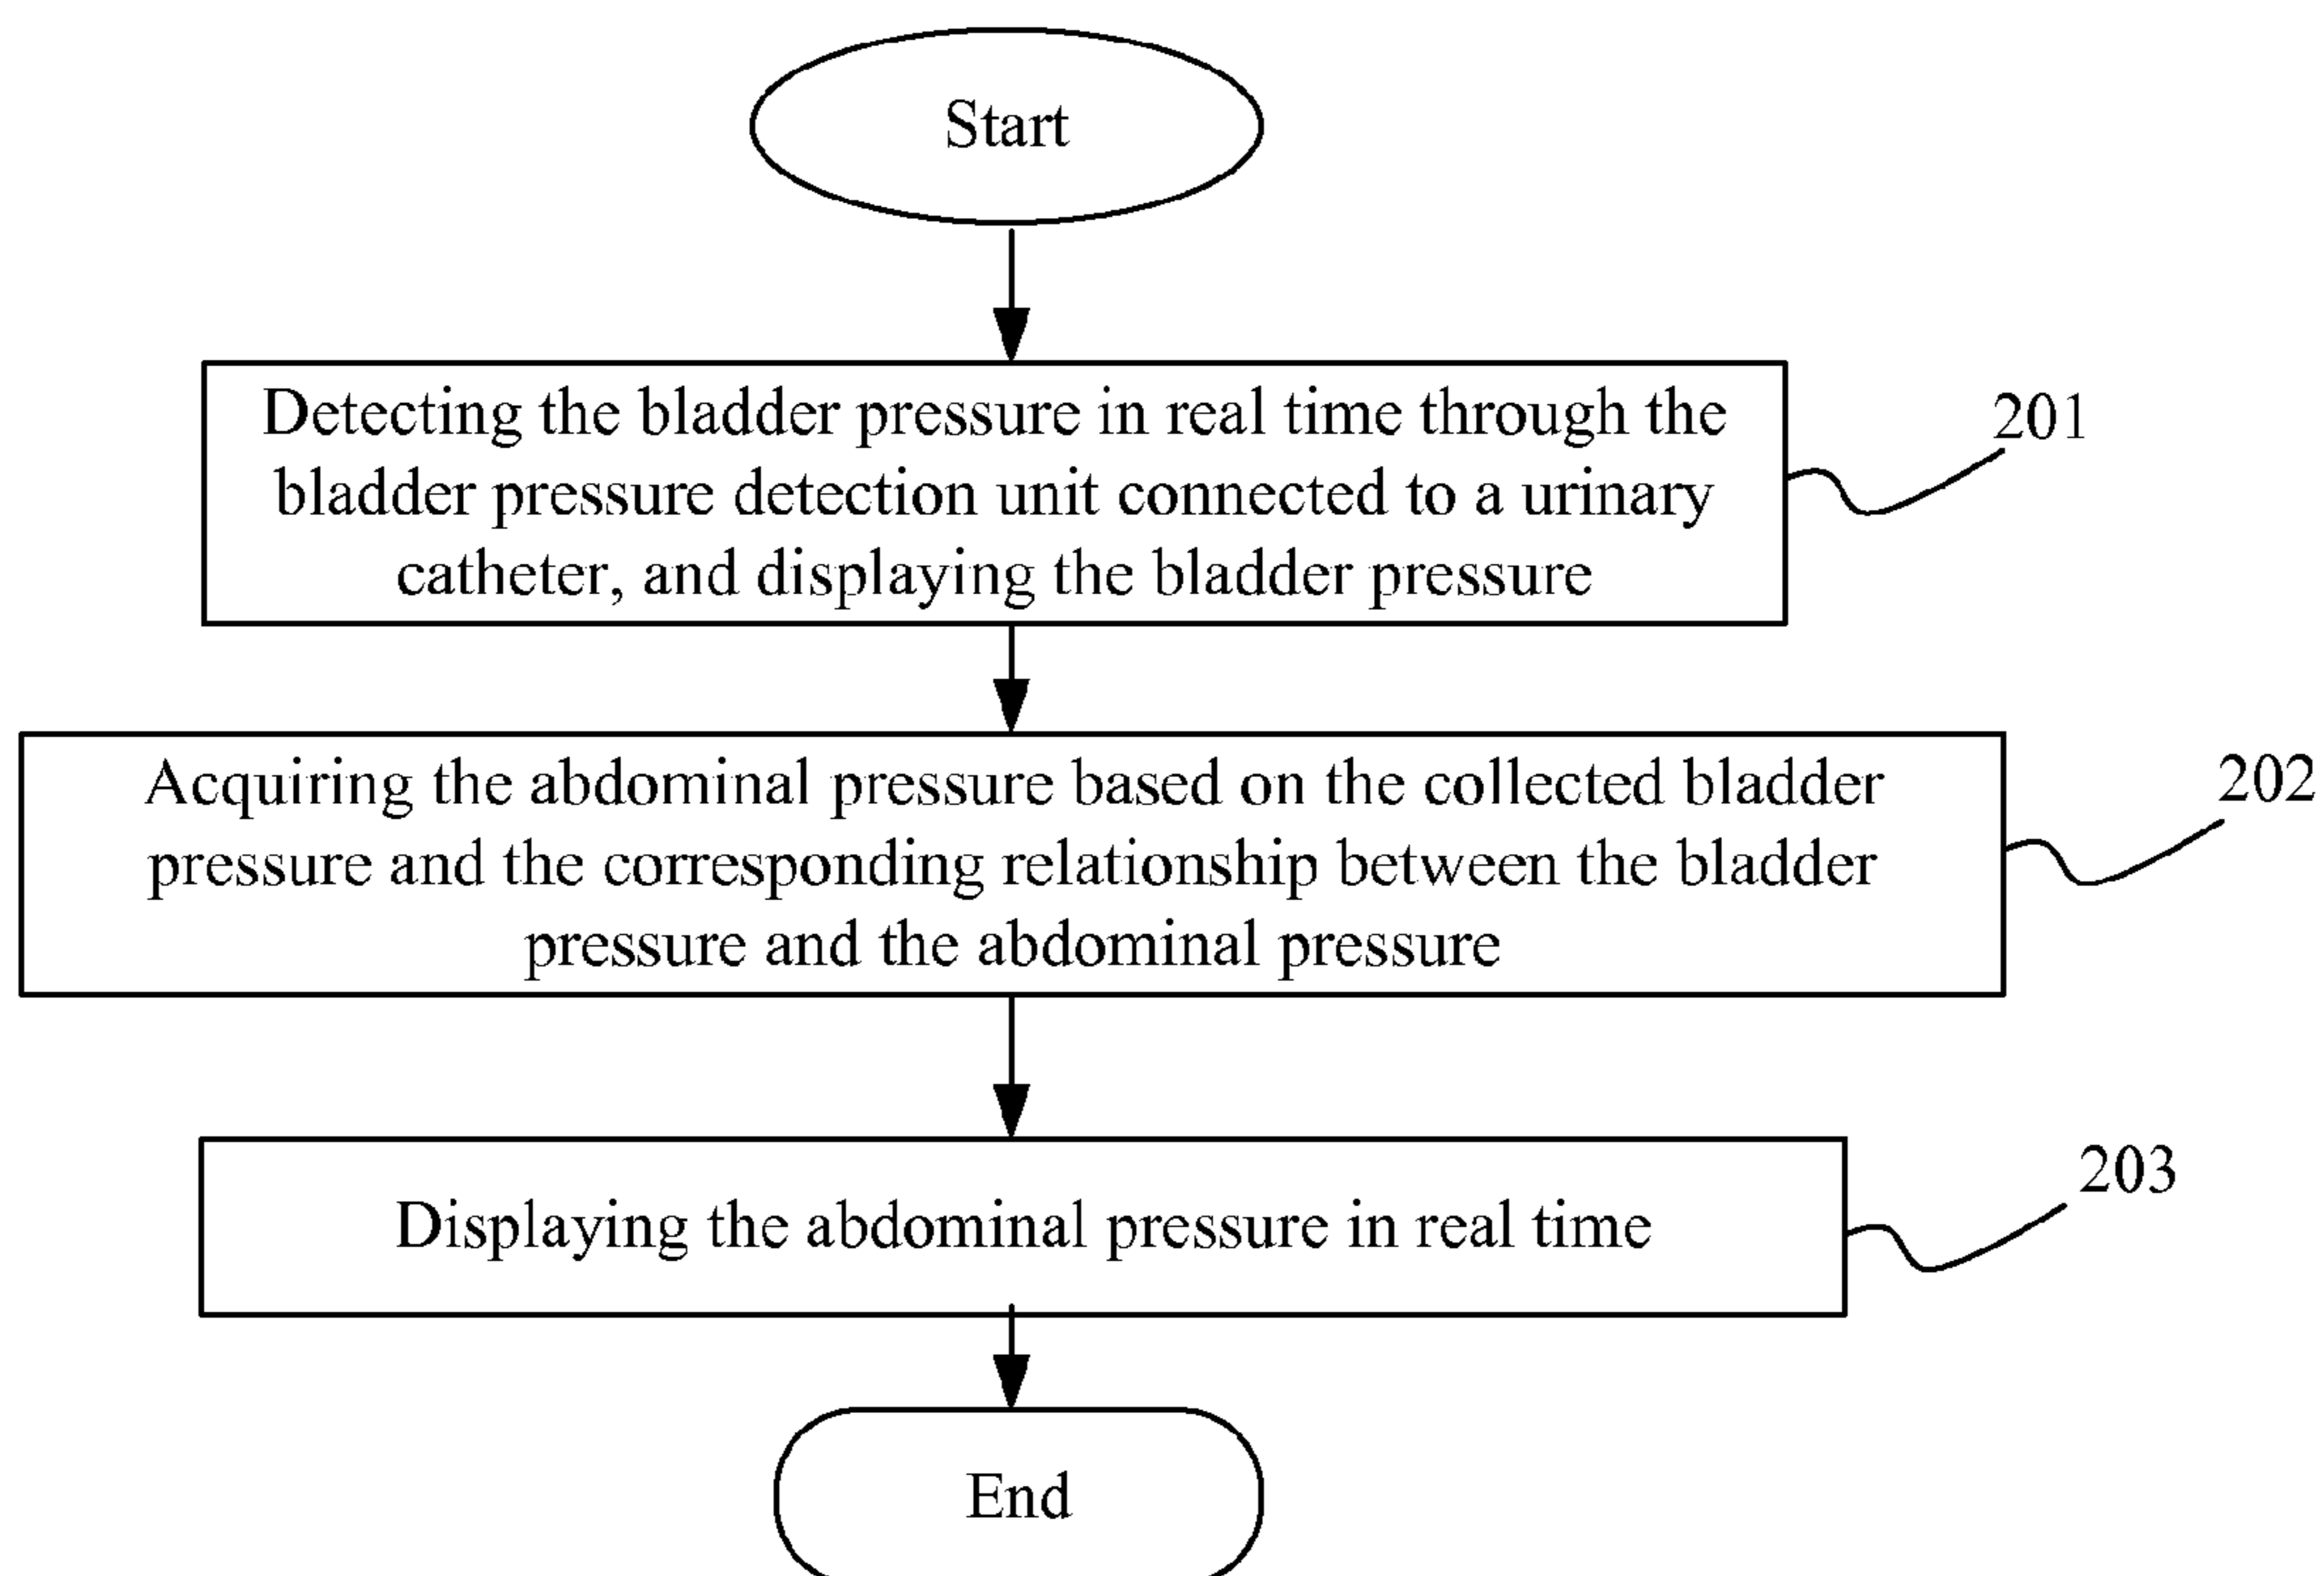 Start
Detecting the bladder pressure in real time through the
bladder pressure detection unit connected to a urinary
catheter, and displaying the bladder pressure
201
Acquiring the abdominal pressure based on the collected bladder
pressure and the corresponding relationship between the bladder
pressure and the abdominal pressure
202
Displaying the abdominal pressure in real time
203
End